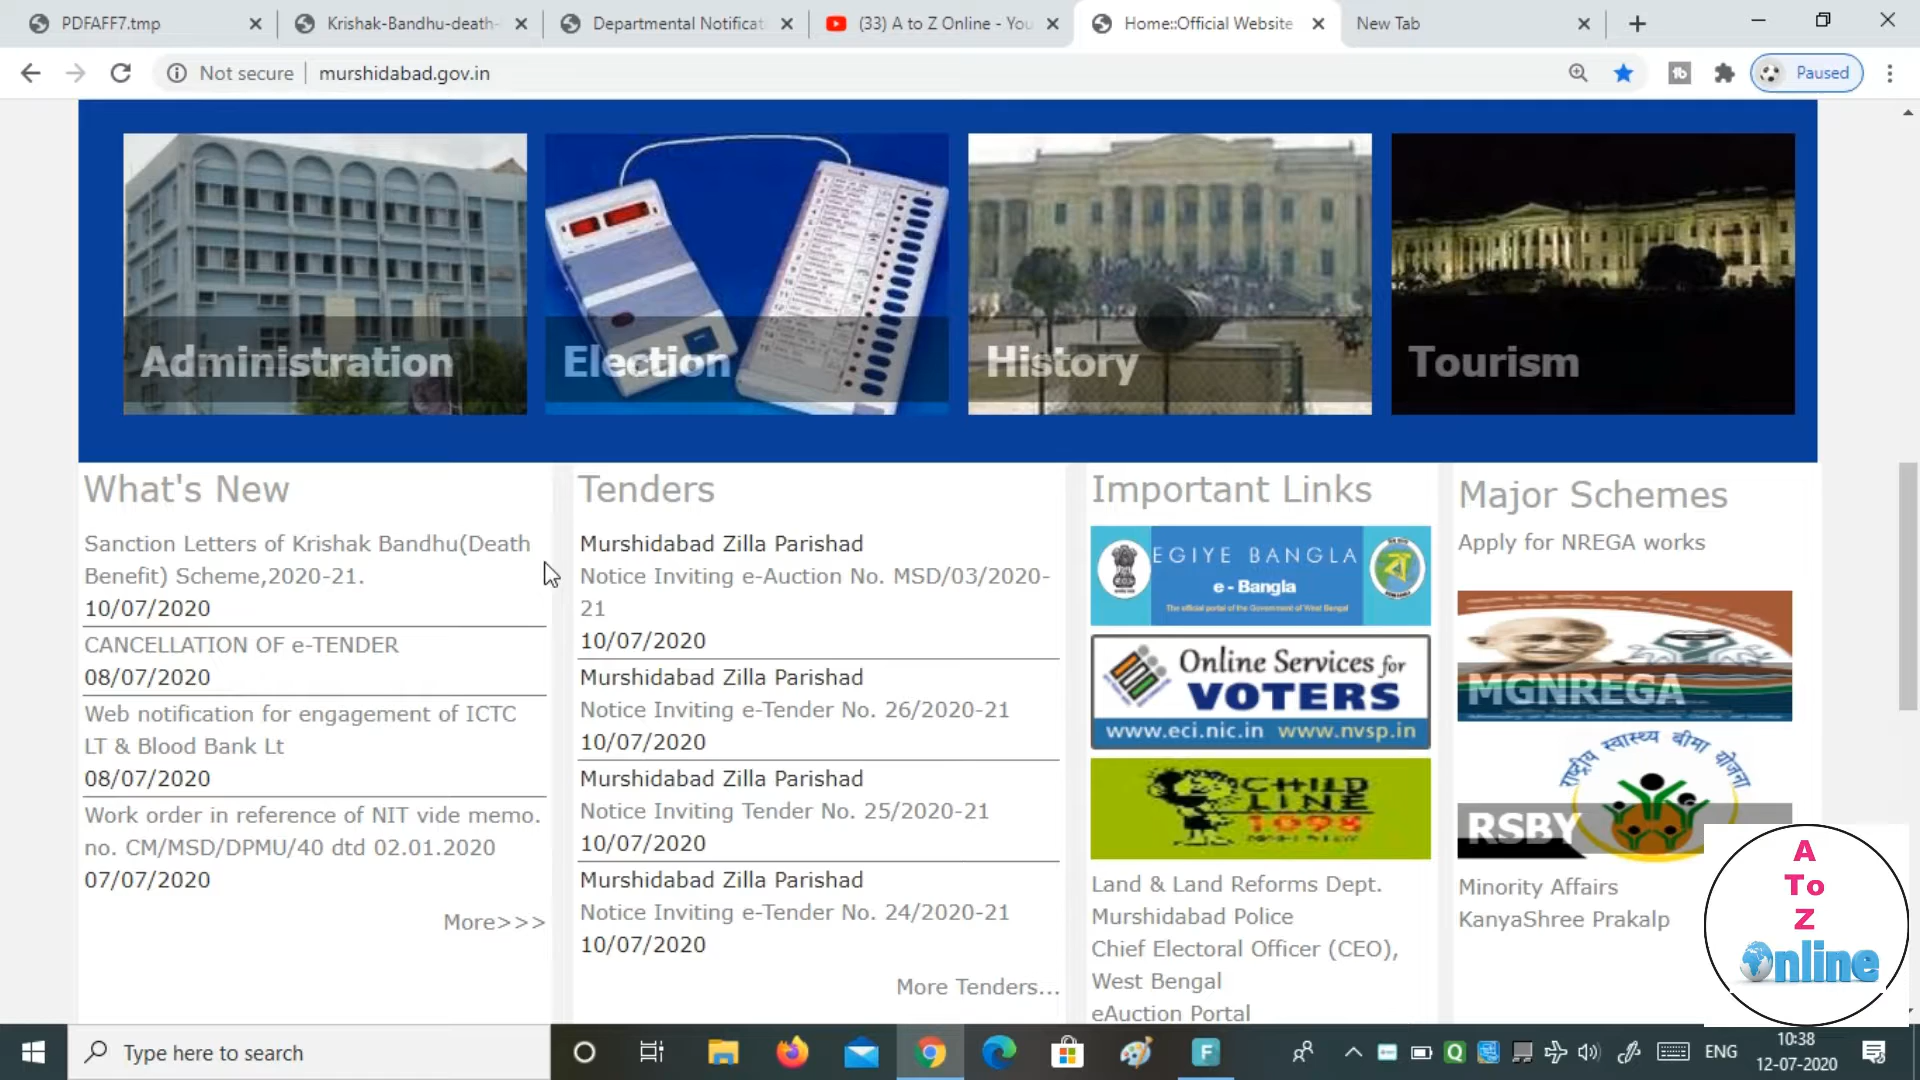 PDFAFF7.tmp
Krishak-Bandhu-death-
Departmental Notificat
(33) A to Z Online - You
Home::Official Website
New Tab
Not secure
murshidabad.gov.in
Paused
Administration
Election
History
Tourism
What's New
Sanction Letters of Krishak Bandhu(Death
Benefit) Scheme,2020-21.
10/07/2020
CANCELLATION OF e-TENDER
08/07/2020
Web notification for engagement of ICTC
LT & Blood Bank Lt
08/07/2020
Work order in reference of NIT vide memo.
no. CM/MSD/DPMU/40 dtd 02.01.2020
07/07/2020
More>>>
Tenders
Murshidabad Zilla Parishad
Notice Inviting e-Auction No. MSD/03/2020-
21
10/07/2020
Murshidabad Zilla Parishad
Notice Inviting e-Tender No. 26/2020-21
10/07/2020
Murshidabad Zilla Parishad
Notice Inviting Tender No. 25/2020-21
10/07/2020
Murshidabad Zilla Parishad
Notice Inviting e-Tender No. 24/2020-21
10/07/2020
More Tenders...
Important Links
EGIYE BANGLA
e - Bangla
The official portal of the Government of West Bengal
Online Services for
VOTERS
www.eci.nic.in www.nvsp.in
CHILD
LINE
1098
Land & Land Reforms Dept.
Murshidabad Police
Chief Electoral Officer (CEO),
West Bengal
eAuction Portal
Major Schemes
Apply for NREGA works
MGNREGA
राष्ट्रीय स्वास्थ्य बीमा योजना
RSBY
Minority Affairs
KanyaShree Prakalp
A
To
Z
Online
Type here to search
ENG
10:38
12-07-2020